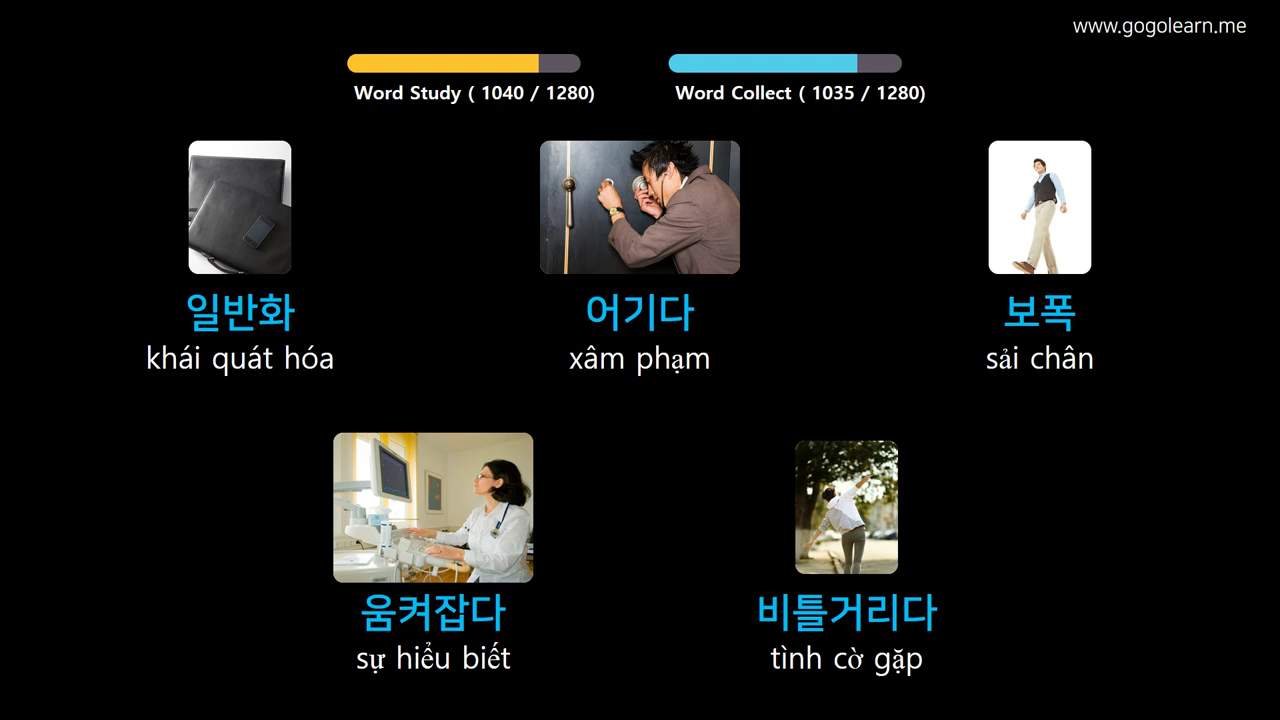 www.gogolearn.me
Word Study ( 1040 / 1280)
Word Collect ( 1035 / 1280)
일반화
khái quát hóa
어기다
xâm phạm
보폭
sải chân
움켜잡다
sự hiểu biết
비틀거리다
tình cờ gặp